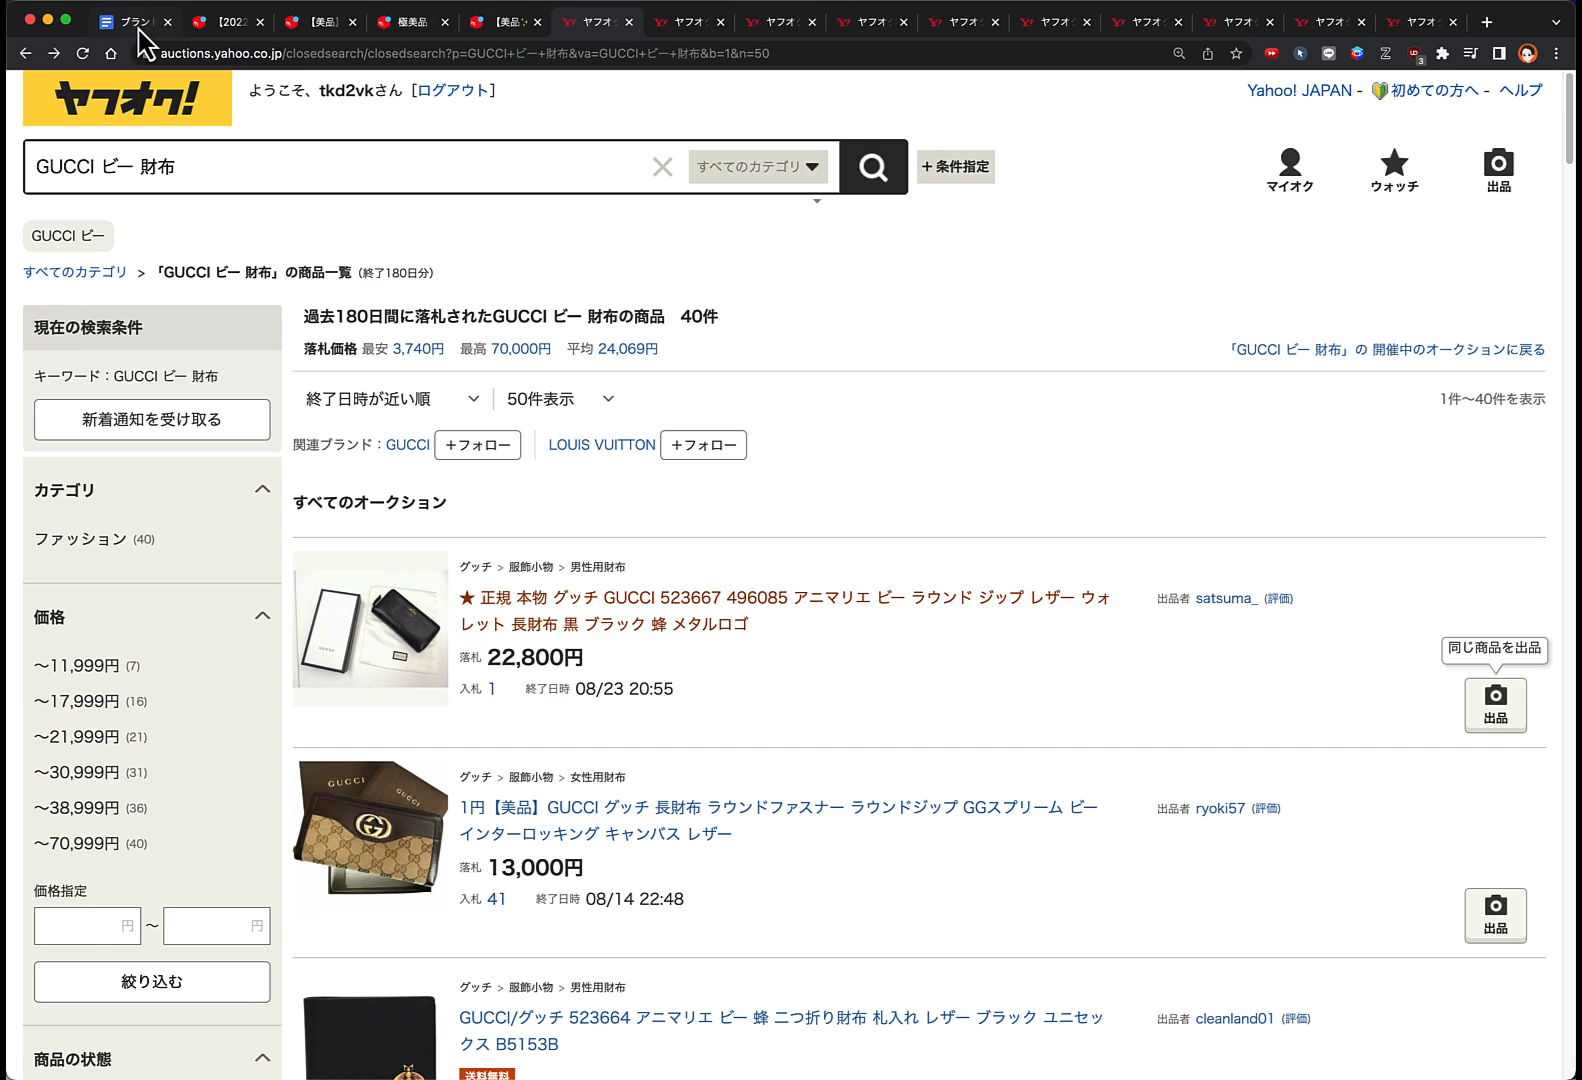 ブラン
【2022
【美品】
極美品
【美品✨
ヤフオク
ヤフオ
ヤフオ
ヤフオ
ヤフオ
ヤフオ
ヤフオ
ヤフオ
ヤフオ
ヤフオ
auctions.yahoo.co.jp/closedsearch/closedsearch?p=GUCCI+ビー+財布&va=GUCCI+ビー+財布&b=1&n=50
ヤフオク!
ようこそ、tkd2vkさん［ログアウト］
Yahoo! JAPAN - 🔰初めての方へ - ヘルプ
GUCCI ビー 財布
すべてのカテゴリ
+条件指定
マイオク
ウォッチ
出品
GUCCI ビー
すべてのカテゴリ > 「GUCCI ビー 財布」の商品一覧（終了180日分）
現在の検索条件
キーワード：GUCCI ビー 財布
新着通知を受け取る
カテゴリ
ファッション (40)
価格
〜11,999円 (7)
〜17,999円 (16)
〜21,999円 (21)
〜30,999円 (31)
〜38,999円 (36)
〜70,999円 (40)
価格指定
円 〜 円
絞り込む
商品の状態
過去180日間に落札されたGUCCI ビー 財布の商品 40件
落札価格 最安 3,740円 最高 70,000円 平均 24,069円
「GUCCI ビー 財布」の 開催中のオークションに戻る
終了日時が近い順
50件表示
1件〜40件を表示
関連ブランド：GUCCI +フォロー LOUIS VUITTON +フォロー
すべてのオークション
グッチ > 服飾小物 > 男性用財布
★ 正規 本物 グッチ GUCCI 523667 496085 アニマリエ ビー ラウンド ジップ レザー ウォ
レット 長財布 黒 ブラック 蜂 メタルロゴ
落札 22,800円
入札 1 終了日時 08/23 20:55
出品者 satsuma_ (評価)
同じ商品を出品
出品
GUCCI
GUCCI
グッチ > 服飾小物 > 女性用財布
1円【美品】GUCCI グッチ 長財布 ラウンドファスナー ラウンドジップ GGスプリーム ビー
インターロッキング キャンバス レザー
落札 13,000円
入札 41 終了日時 08/14 22:48
出品者 ryoki57 (評価)
出品
グッチ > 服飾小物 > 男性用財布
GUCCI/グッチ 523664 アニマリエ ビー 蜂 二つ折り財布 札入れ レザー ブラック ユニセッ
クス B5153B
送料無料
出品者 cleanland01 (評価)